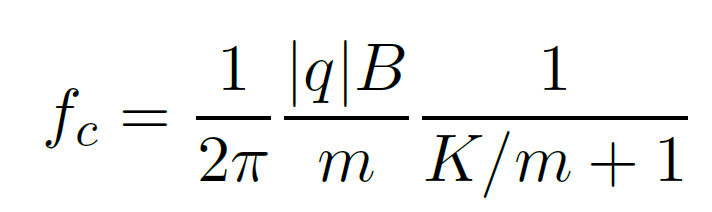 f_c = \frac{1}{2\pi} \frac{|q|B}{m} \frac{1}{K/m + 1}